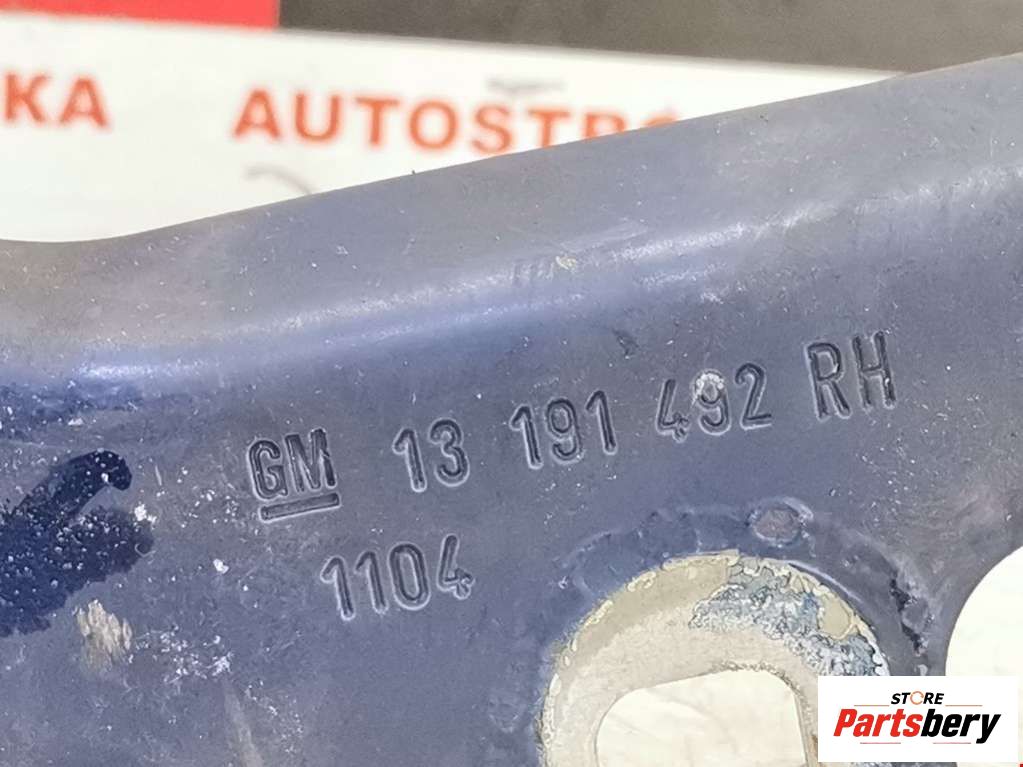 AUTOSTR
GM 13 191 492 RH
1104
STORE
Partsbery